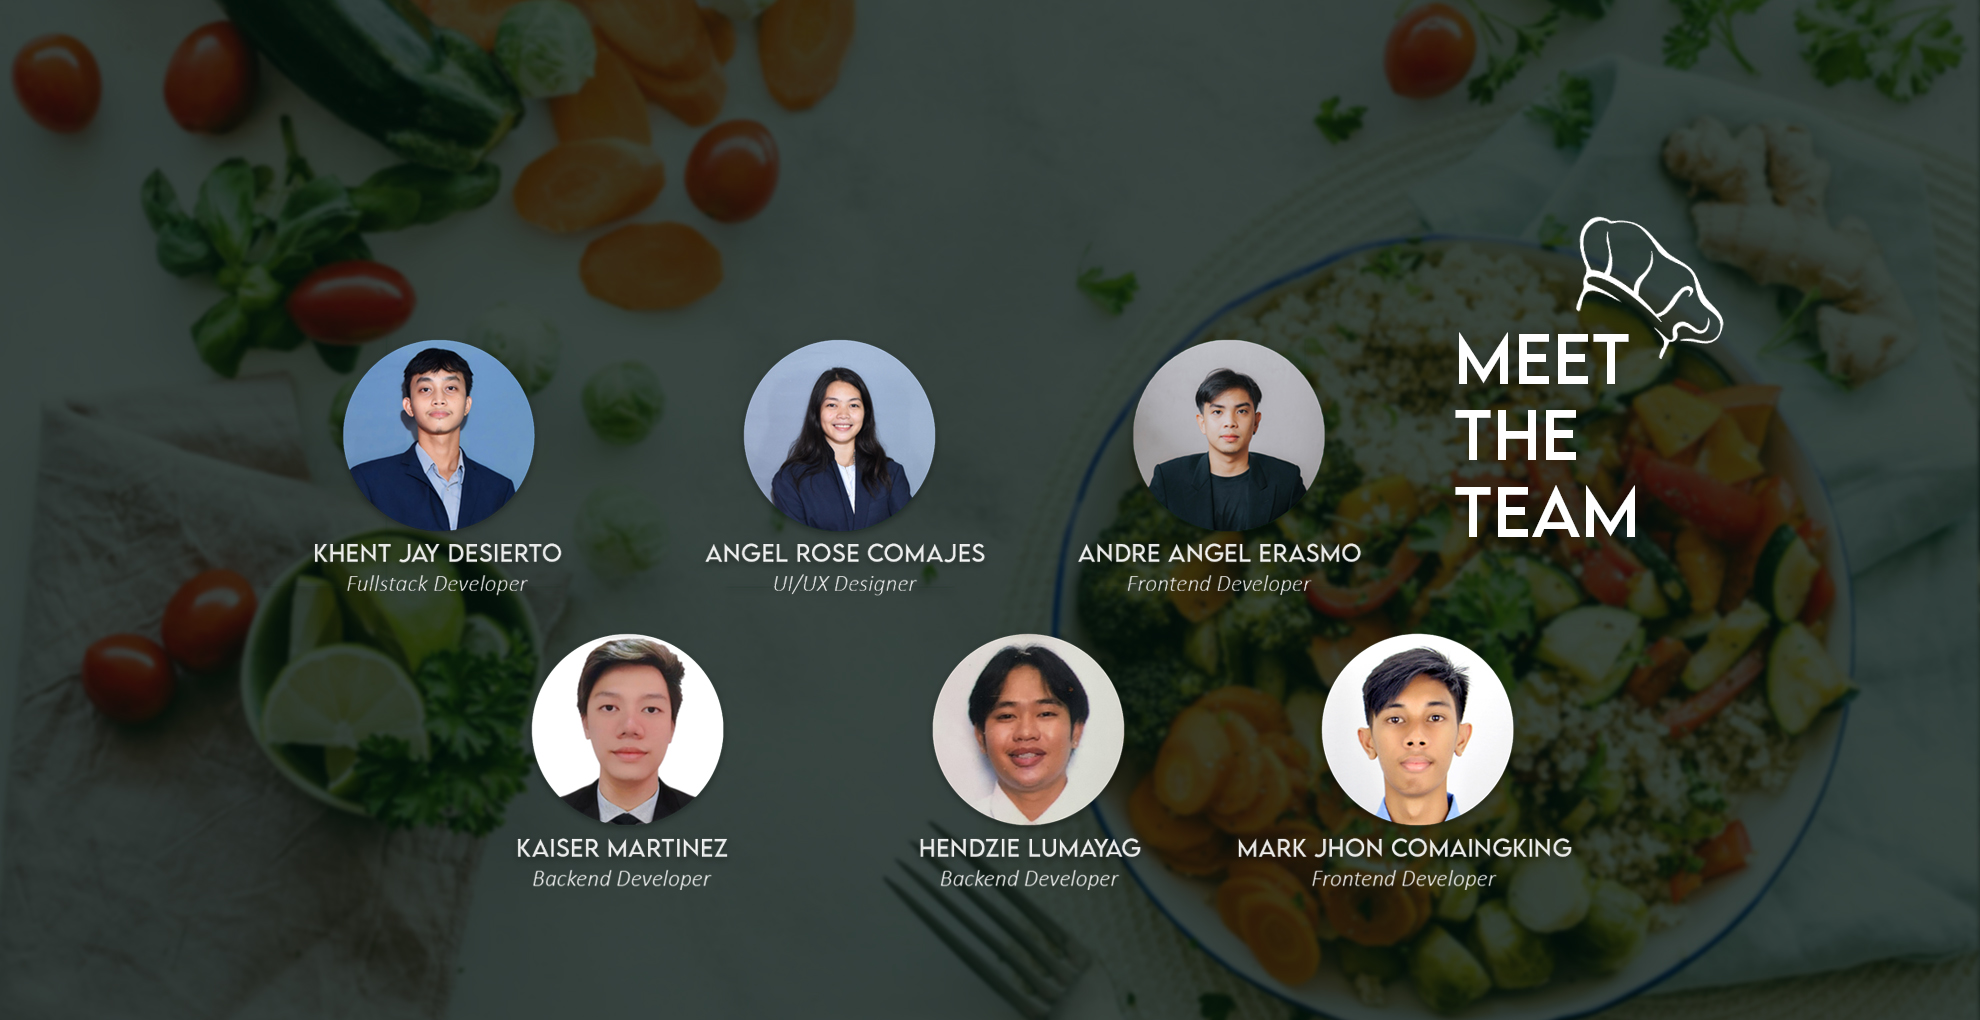 MEET
THE
TEAM
KHENT JAY DESIERTO
Fullstack Developer
ANGEL ROSE COMAJES
UI/UX Designer
ANDRE ANGEL ERASMO
Frontend Developer
KAISER MARTINEZ
Backend Developer
HENDZIE LUMAYAG
Backend Developer
MARK JHON COMAINGKING
Frontend Developer